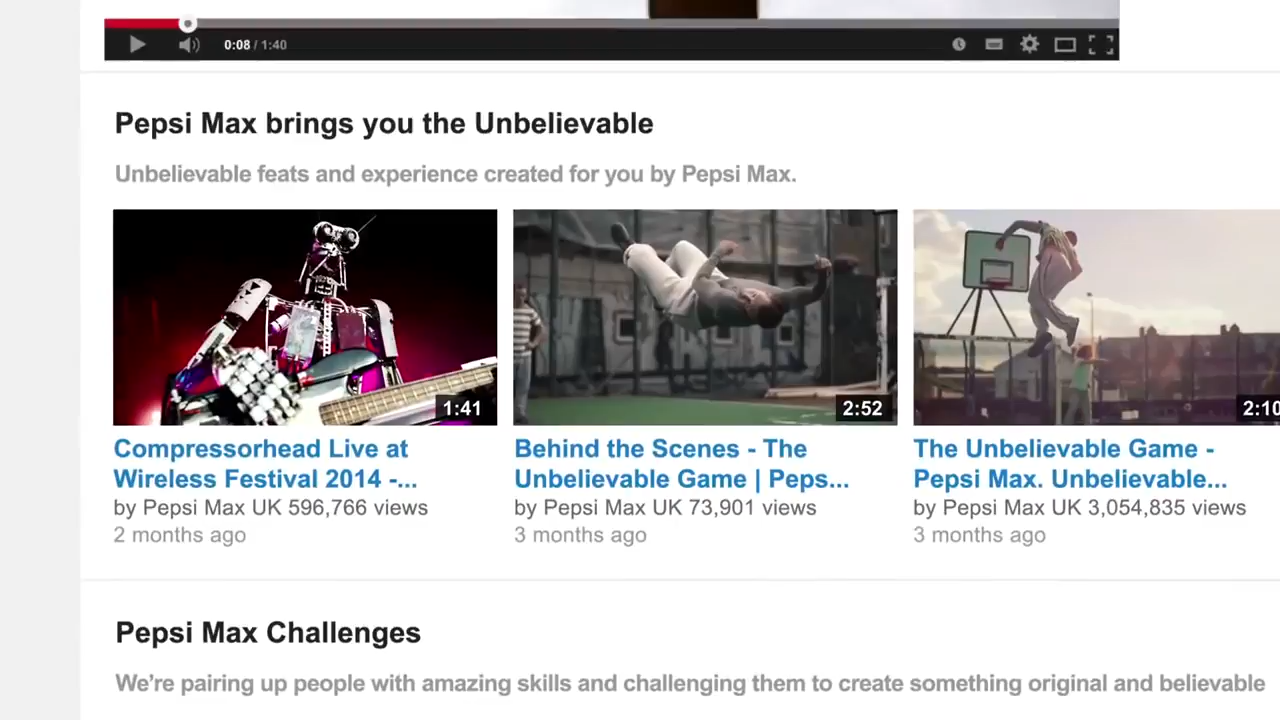 0:08 / 1:40
Pepsi Max brings you the Unbelievable
Unbelievable feats and experience created for you by Pepsi Max.
1:41
2:52
2:10
Compressorhead Live at
Wireless Festival 2014 -...
by Pepsi Max UK 596,766 views
2 months ago
Behind the Scenes - The
Unbelievable Game | Peps...
by Pepsi Max UK 73,901 views
3 months ago
The Unbelievable Game -
Pepsi Max. Unbelievable...
by Pepsi Max UK 3,054,835 views
3 months ago
Pepsi Max Challenges
We're pairing up people with amazing skills and challenging them to create something original and believable